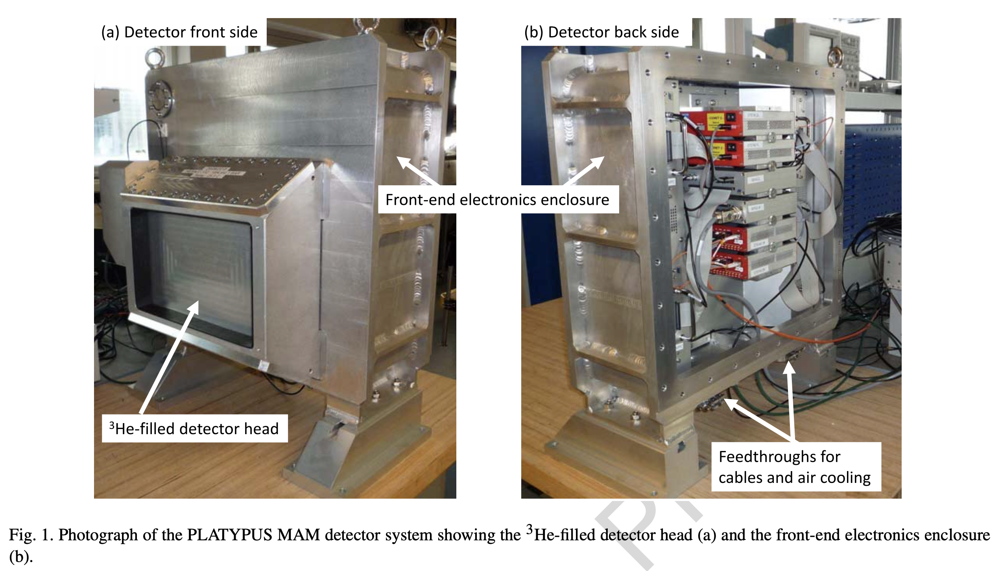 (a) Detector front side
(b) Detector back side
Front-end electronics enclosure
³He-filled detector head
Feedthroughs for
cables and air cooling
Fig. 1. Photograph of the PLATYPUS MAM detector system showing the ³He-filled detector head (a) and the front-end electronics enclosure
(b).